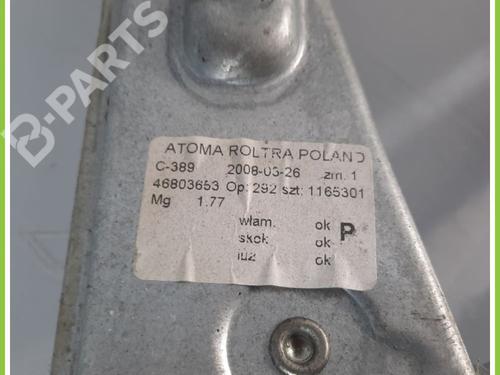 B-PARTS
ATOMA ROLTRA POLAND
C-389 2008-03-26 zm. 1
46803653 Op: 292 szt: 1165301
Mg 1.77
włam. ok P
skok ok
luz ok